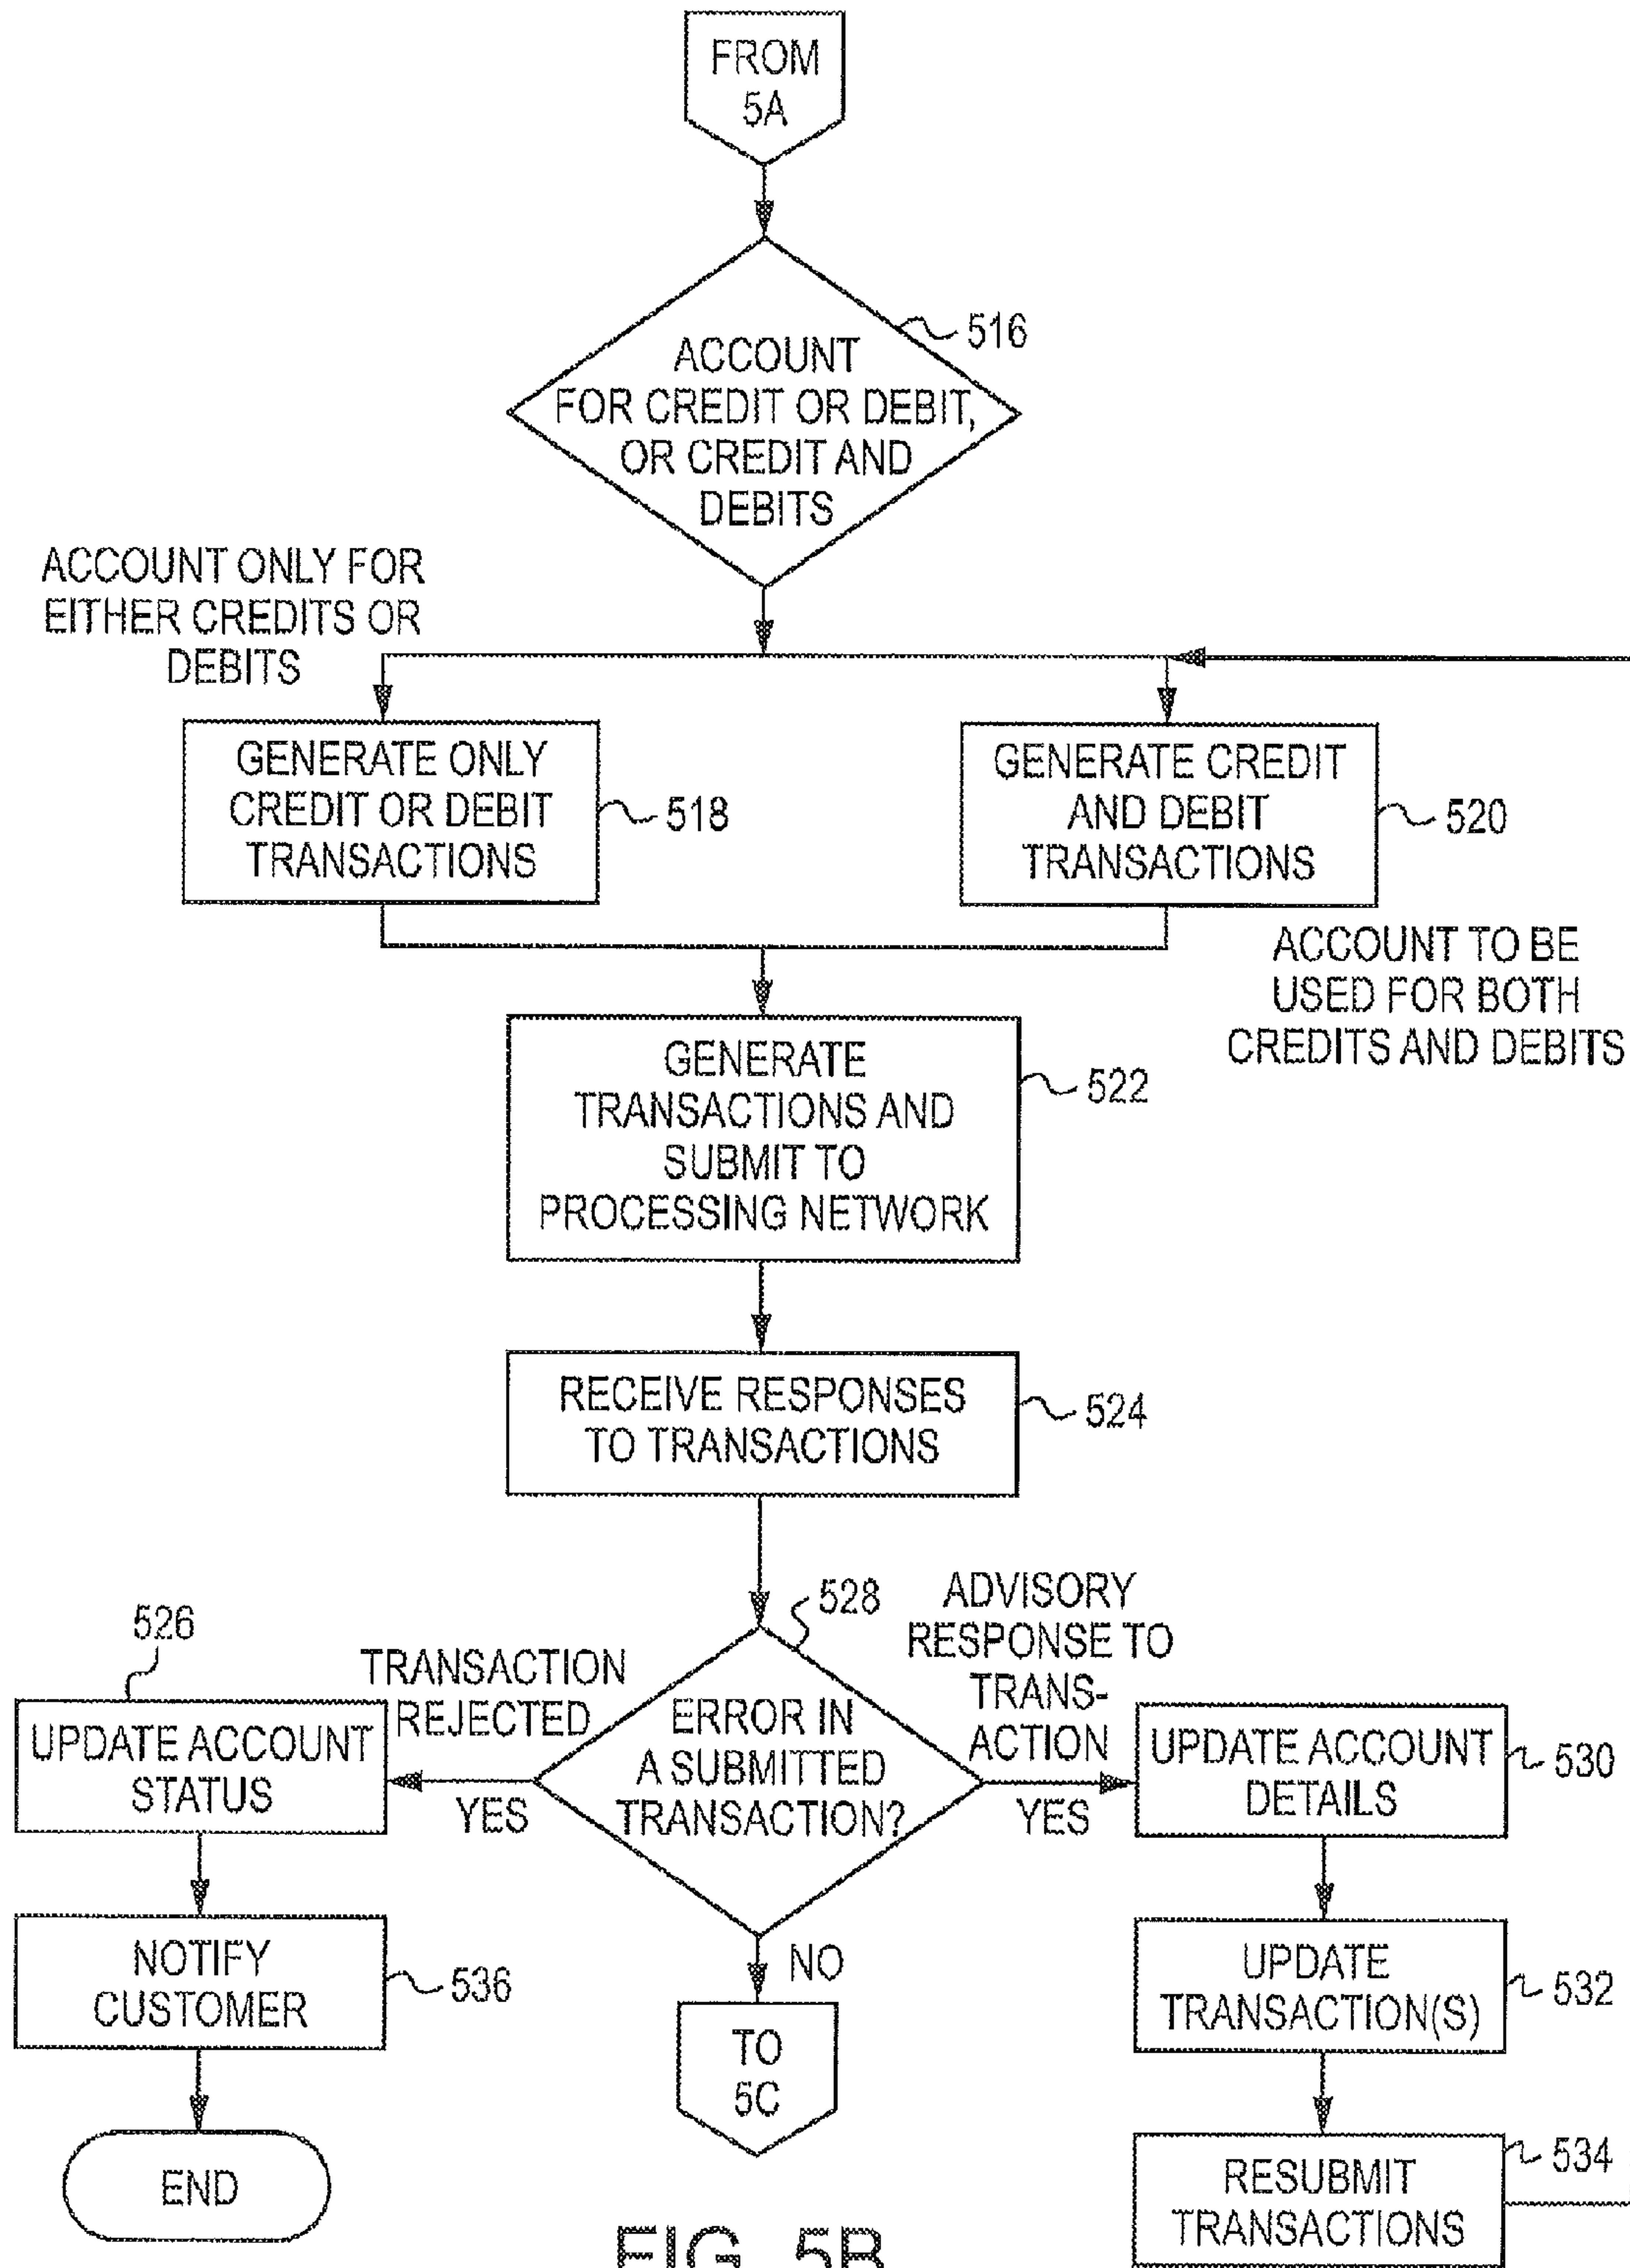 FROM
5A
516
ACCOUNT
FOR CREDIT OR DEBIT,
OR CREDIT AND
DEBITS
ACCOUNT ONLY FOR
EITHER CREDITS OR
DEBITS
GENERATE ONLY
CREDIT OR DEBIT
TRANSACTIONS
518
GENERATE CREDIT
AND DEBIT
TRANSACTIONS
520
ACCOUNT TO BE
USED FOR BOTH
CREDITS AND DEBITS
GENERATE
TRANSACTIONS AND
SUBMIT TO
PROCESSING NETWORK
522
RECEIVE RESPONSES
TO TRANSACTIONS
524
528
ERROR IN
A SUBMITTED
TRANSACTION?
TRANSACTION
REJECTED
YES
526
UPDATE ACCOUNT
STATUS
NOTIFY
CUSTOMER
536
END
NO
TO
5C
ADVISORY
RESPONSE TO
TRANS-
ACTION
YES
UPDATE ACCOUNT
DETAILS
530
UPDATE
TRANSACTION(S)
532
RESUBMIT
TRANSACTIONS
534
FIG. 5B